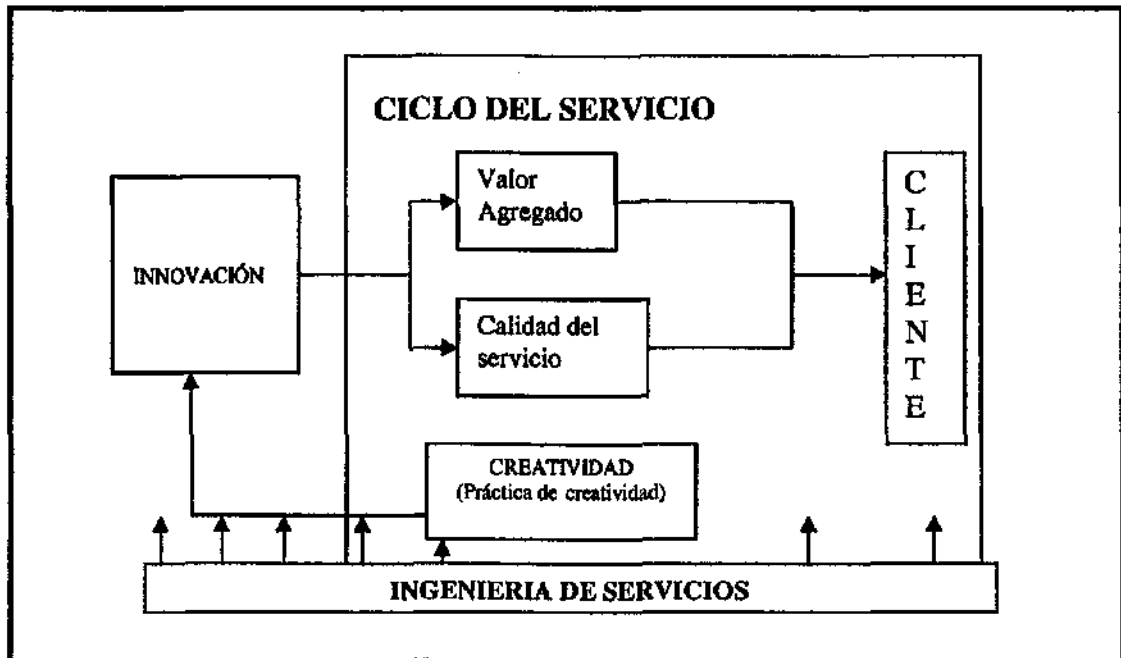 CICLO DEL SERVICIO
INNOVACIÓN
Valor
Agregado
Calidad del
servicio
C
L
I
E
N
T
E
CREATIVIDAD
(Práctica de creatividad)
INGENIERIA DE SERVICIOS